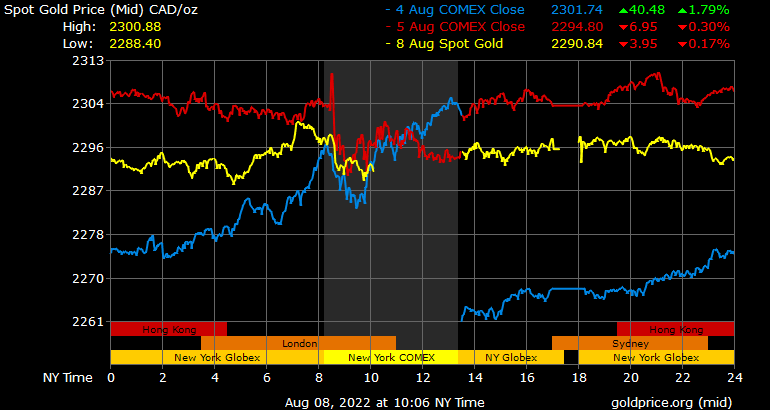 Spot Gold Price (Mid) CAD/oz - 4 Aug COMEX Close 2301.74 ▲40.48 ▲1.79%
High: 2300.88 - 5 Aug COMEX Close 2294.80 ▼6.95 ▼0.30%
Low: 2288.40 - 8 Aug Spot Gold 2290.84 ▼3.95 ▼0.17%
2313
2304
2296
2287
2278
2270
2261
Hong Kong Hong Kong
London Sydney
New York Globex New York COMEX NY Globex New York Globex
NY Time 0 2 4 6 8 10 12 14 16 18 20 22 24
Aug 08, 2022 at 10:06 NY Time goldprice.org (mid)